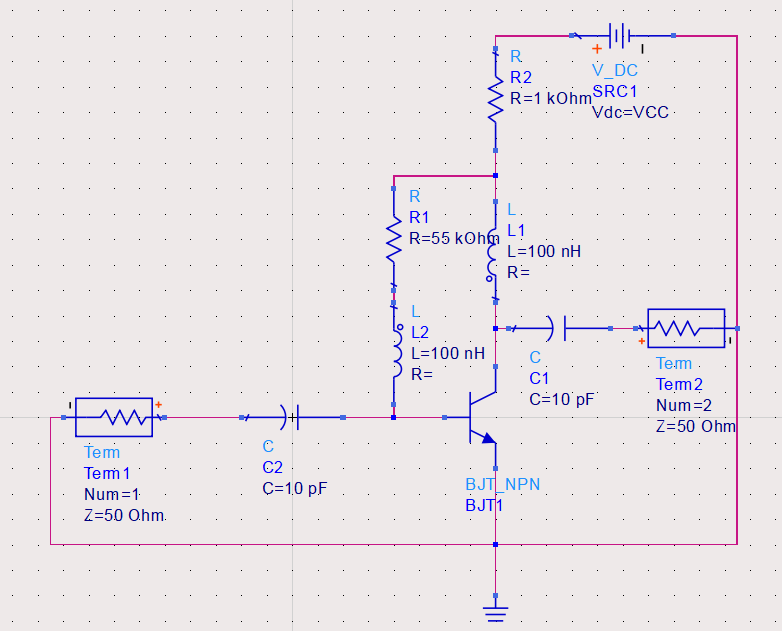 R
R2
R=1 kOhm
V_DC
SRC1
Vdc=VCC
R
R1
R=55 kOhm
L
L1
L=100 nH
R=
L
L2
L=100 nH
R=
C
C1
C=10 pF
Term
Term2
Num=2
Z=50 Ohm
Term
Term1
Num=1
Z=50 Ohm
C
C2
C=10 pF
BJT_NPN
BJT1